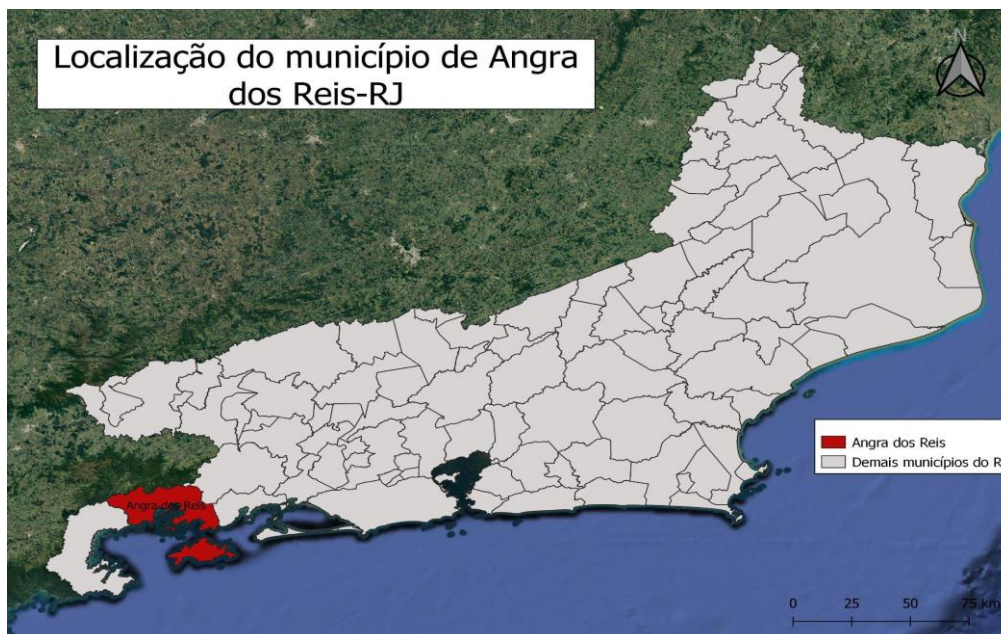 Localização do município de Angra
dos Reis-RJ
N
Angra dos Reis
Demais municípios do R
Angra dos Reis
0 25 50 75 km